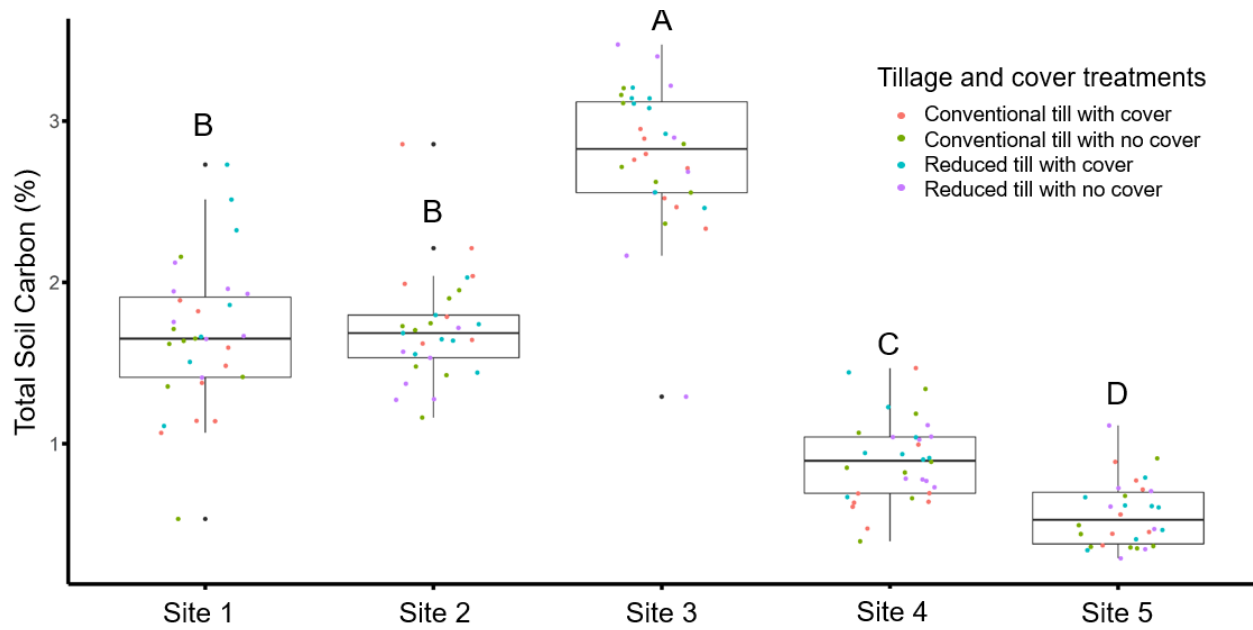 A
Tillage and cover treatments
Conventional till with cover
Conventional till with no cover
Reduced till with cover
Reduced till with no cover
B
B
C
D
Total Soil Carbon (%)
3
2
1
Site 1
Site 2
Site 3
Site 4
Site 5